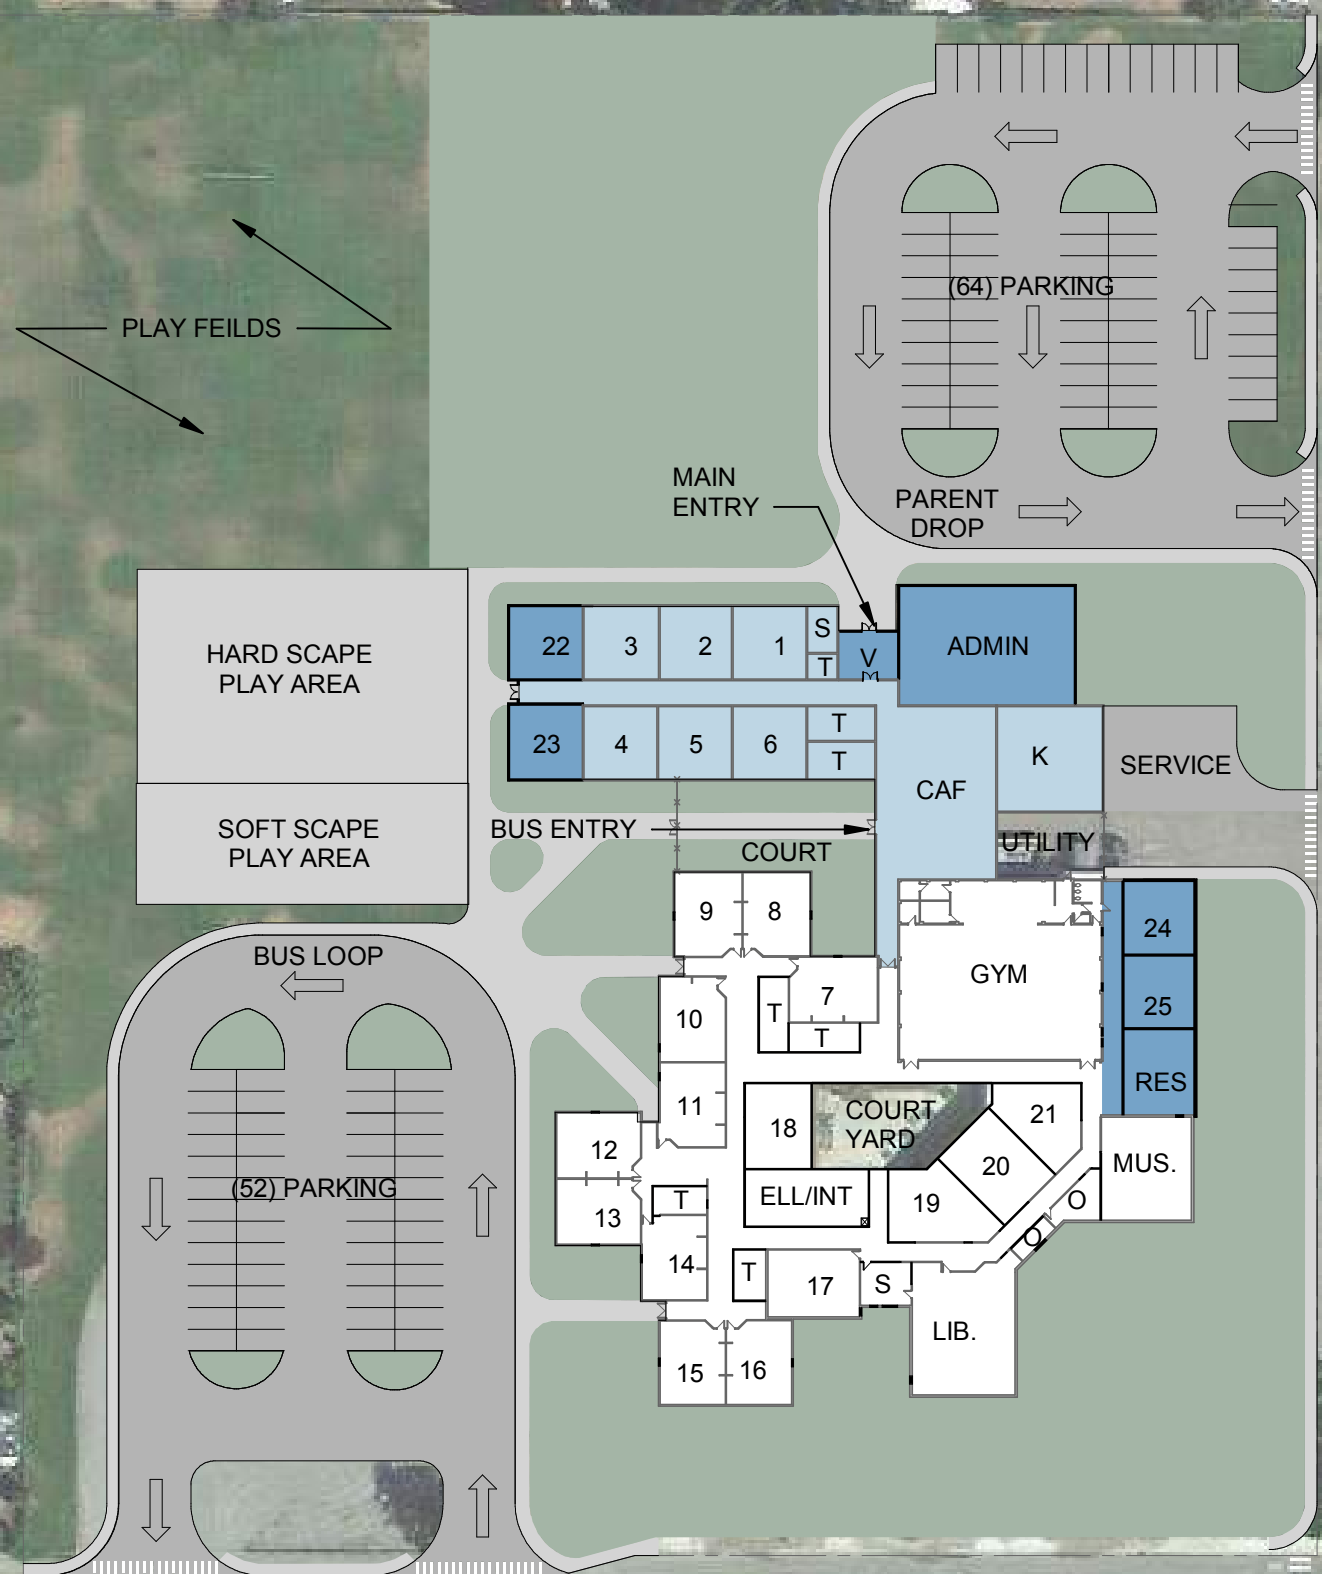 (64) PARKING
PLAY FEILDS
MAIN
ENTRY
PARENT
DROP
HARD SCAPE
PLAY AREA
22
3
2
1
S
T
V
ADMIN
23
4
5
6
T
T
CAF
K
SERVICE
SOFT SCAPE
PLAY AREA
BUS ENTRY
COURT
UTILITY
9
8
24
BUS LOOP
GYM
25
10
7
T
T
RES
11
18
COURT
YARD
21
12
20
MUS.
(52) PARKING
13
T
ELL/INT
19
O
O
14
T
17
S
LIB.
15
16